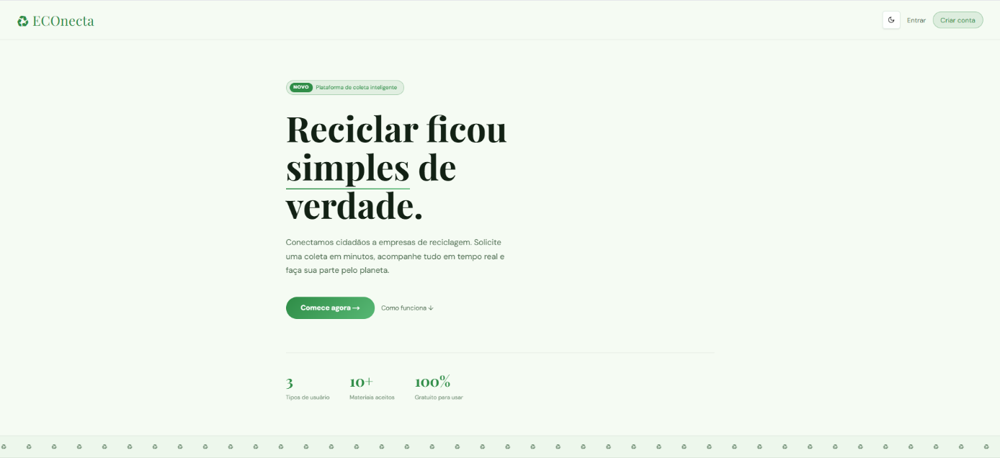 ♻ ECOnecta
Entrar
Criar conta
NOVO Plataforma de coleta inteligente
Reciclar ficou
simples de
verdade.
Conectamos cidadãos a empresas de reciclagem. Solicite
uma coleta em minutos, acompanhe tudo em tempo real e
faça sua parte pelo planeta.
Comece agora →
Como funciona ↓
3
Tipos de usuário
10+
Materiais aceitos
100%
Gratuito para usar